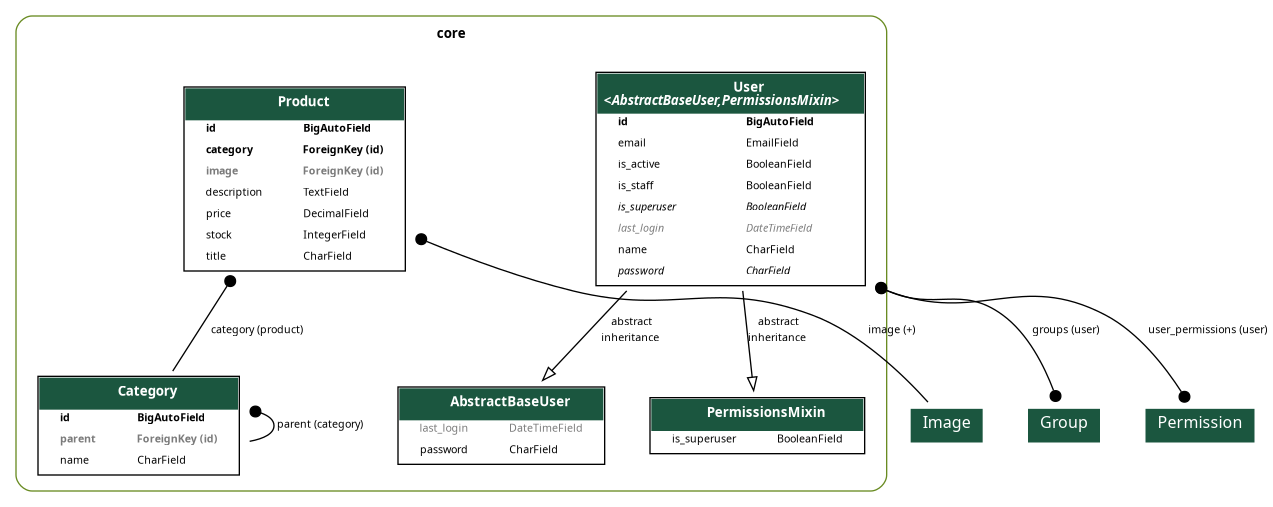 core
Product
id BigAutoField
category ForeignKey (id)
image ForeignKey (id)
description TextField
price DecimalField
stock IntegerField
title CharField
User
<AbstractBaseUser,PermissionsMixin>
id BigAutoField
email EmailField
is_active BooleanField
is_staff BooleanField
is_superuser BooleanField
last_login DateTimeField
name CharField
password CharField
category (product)
abstract
inheritance
abstract
inheritance
image (+)
groups (user)
user_permissions (user)
Category
id BigAutoField
parent ForeignKey (id)
name CharField
parent (category)
AbstractBaseUser
last_login DateTimeField
password CharField
PermissionsMixin
is_superuser BooleanField
Image
Group
Permission